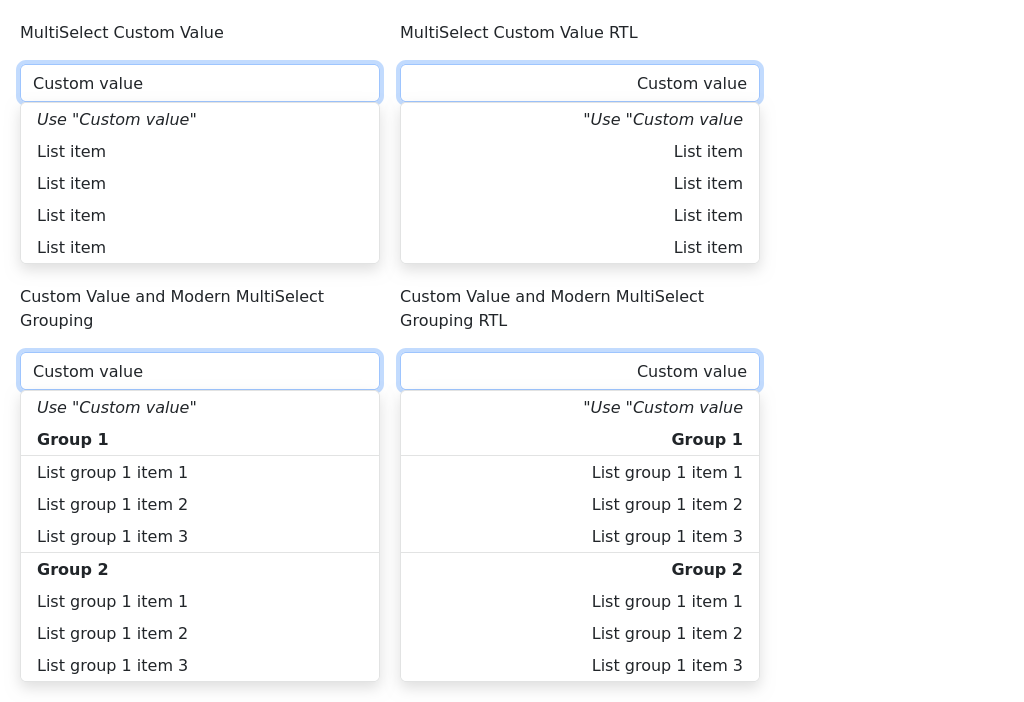 MultiSelect Custom Value
Custom value
Use "Custom value"
List item
List item
List item
List item
MultiSelect Custom Value RTL
Custom value
"Use "Custom value
List item
List item
List item
List item
Custom Value and Modern MultiSelect
Grouping
Custom value
Use "Custom value"
Group 1
List group 1 item 1
List group 1 item 2
List group 1 item 3
Group 2
List group 1 item 1
List group 1 item 2
List group 1 item 3
Custom Value and Modern MultiSelect
Grouping RTL
Custom value
"Use "Custom value
Group 1
List group 1 item 1
List group 1 item 2
List group 1 item 3
Group 2
List group 1 item 1
List group 1 item 2
List group 1 item 3